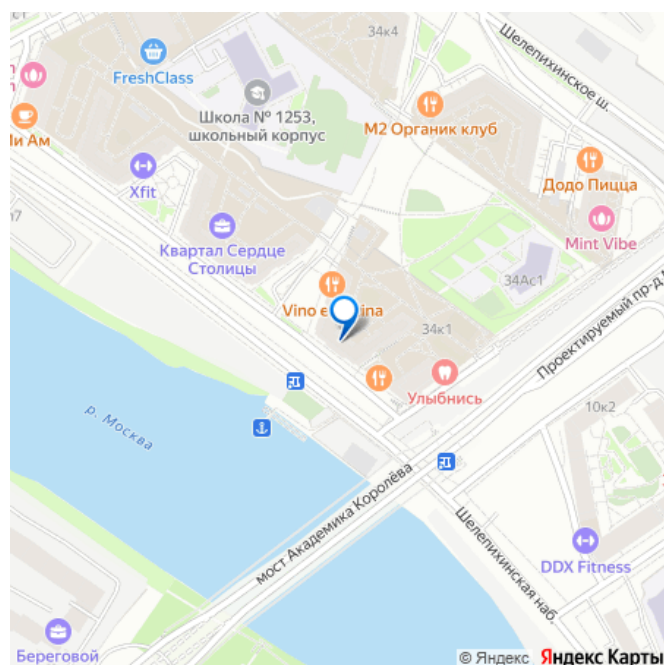 34к4
Шелепихинское ш.
FreshClass
Школа № 1253,
школьный корпус
М2 Органик клуб
Ми Ам
Xfit
Додо Пицца
Mint Vibe
Квартал Сердце
Столицы
34Ас1
Vino e
34к1
Проектируемый пр-д
Улыбнись
10к2
р. Москва
мост Академика Королёва
Шелепихинская наб.
DDX Fitness
Береговой
© Яндекс Яндекс Карты